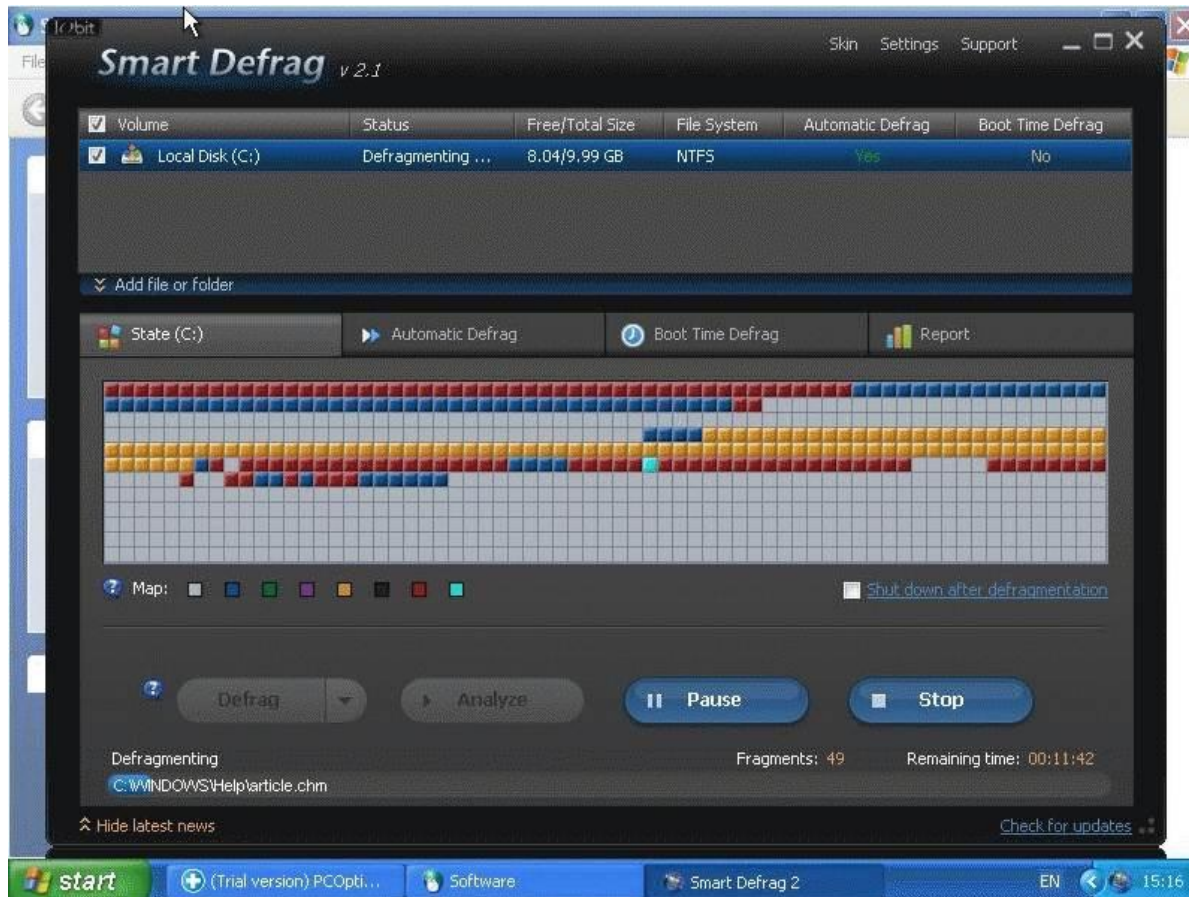 IObit
File
Smart Defrag v 2.1
Skin Settings Support
Volume Status Free/Total Size File System Automatic Defrag Boot Time Defrag
Local Disk (C:) Defragmenting ... 8.04/9.99 GB NTFS Yes No
Add file or folder
State (C:) Automatic Defrag Boot Time Defrag Report
Map:
Shut down after defragmentation
Defrag Analyze Pause Stop
Defragmenting Fragments: 49 Remaining time: 00:11:42
C:\WINDOWS\Help\article.chm
Hide latest news Check for updates
start (Trial version) PCOpti... Software Smart Defrag 2 EN 15:16